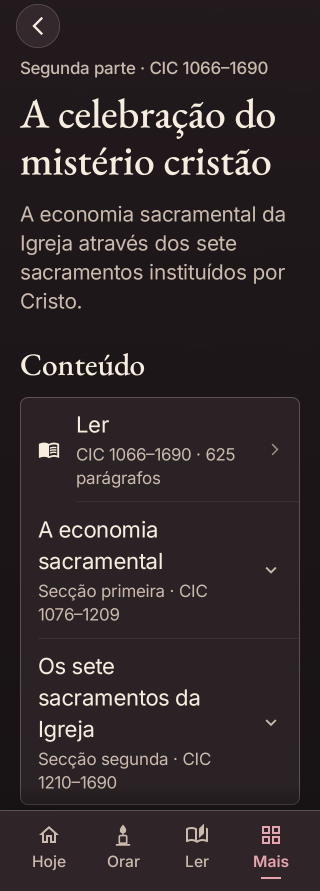 Segunda parte · CIC 1066–1690
A celebração do
mistério cristão
A economia sacramental da
Igreja através dos sete
sacramentos instituídos por
Cristo.
Conteúdo
Ler
CIC 1066–1690 · 625
parágrafos
A economia
sacramental
Secção primeira · CIC
1076–1209
Os sete
sacramentos da
Igreja
Secção segunda · CIC
1210–1690
Hoje
Orar
Ler
Mais